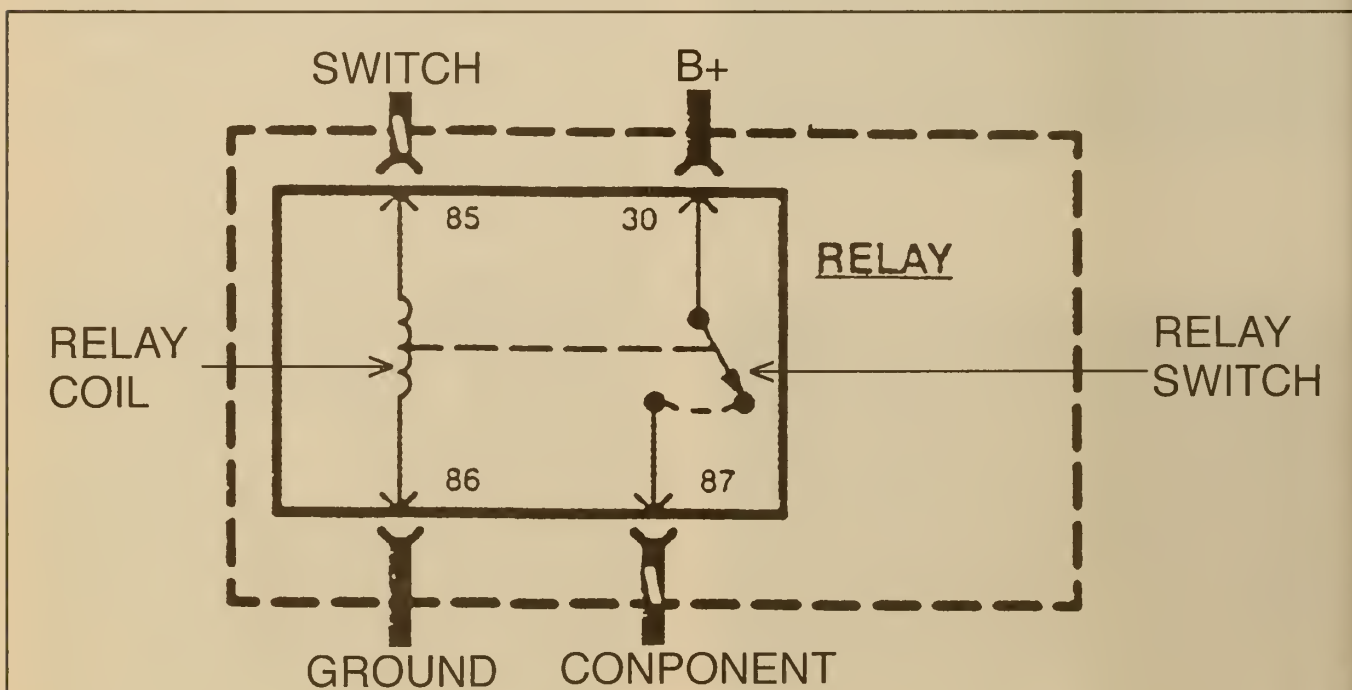 SWITCH
B+
85
30
RELAY
RELAY
COIL
RELAY
SWITCH
86
87
GROUND
CONPONENT